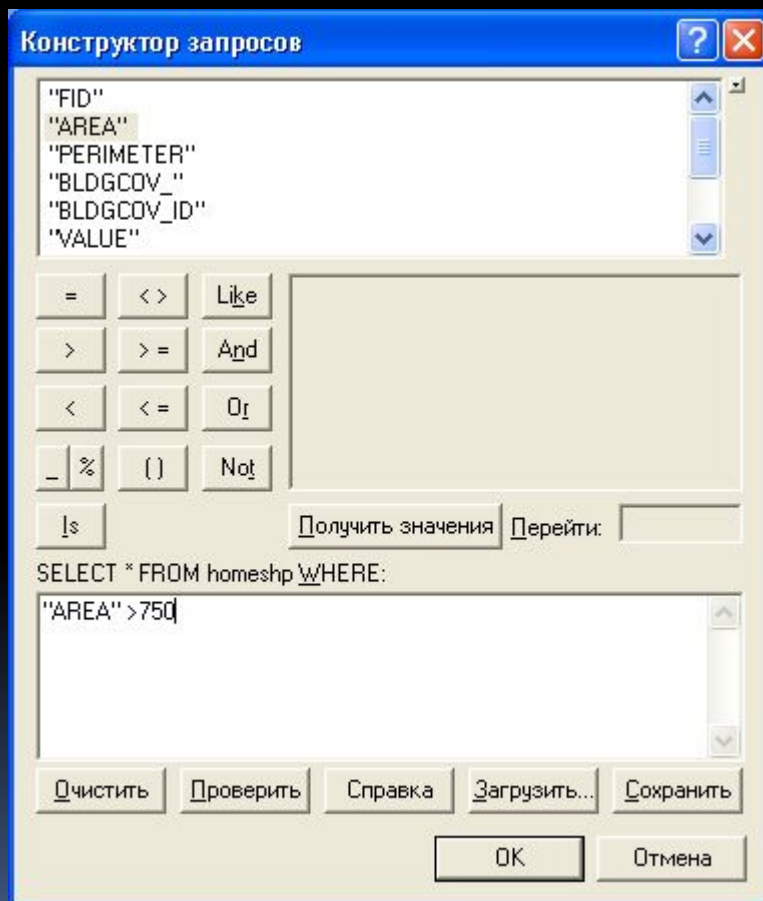 Конструктор запросов
"FID"
"AREA"
"PERIMETER"
"BLDGCOV_"
"BLDGCOV_ID"
"VALUE"
= < > Like
> > = And
< < = Or
_ % ( ) Not
Is Получить значения Перейти:
SELECT * FROM homeshp WHERE:
"AREA" >750
Очистить Проверить Справка Загрузить... Сохранить
OK Отмена